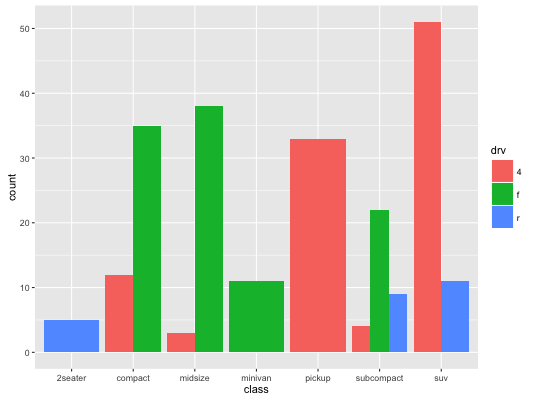 50
40
30
20
10
0
count
2seater compact midsize minivan pickup subcompact suv
class
drv
4
f
r